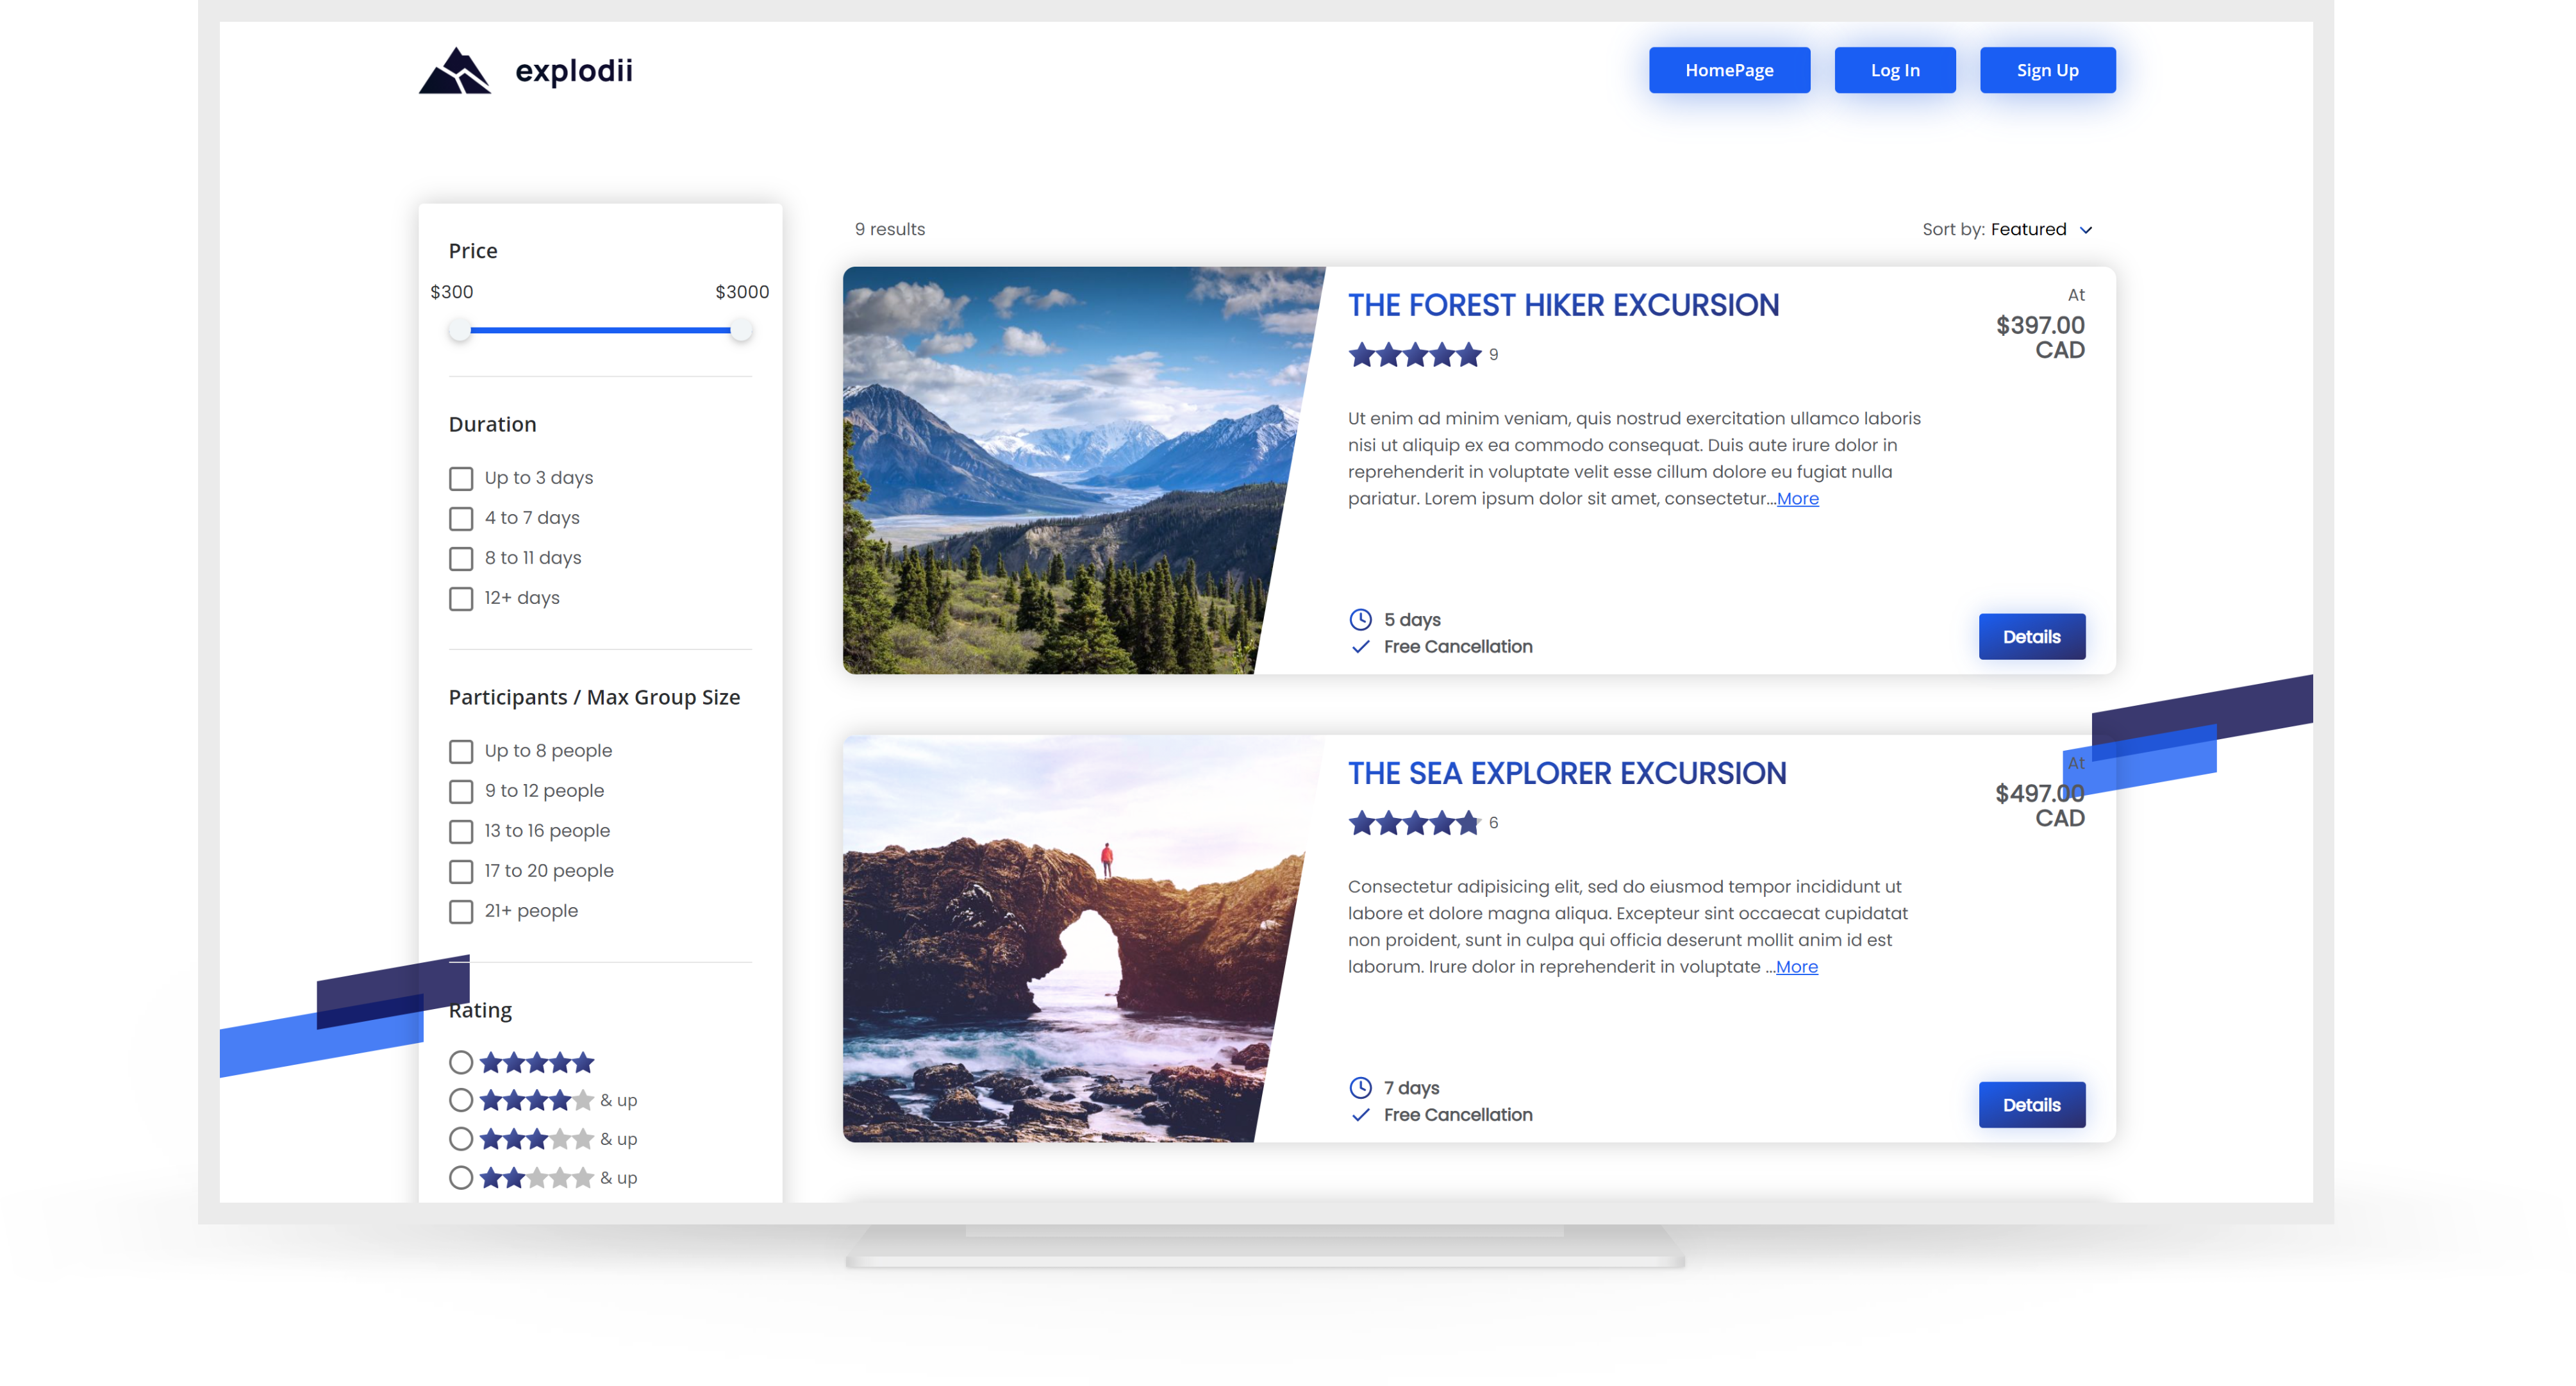 explodii
HomePage
Log In
Sign Up
Price
$300
$3000
Duration
Up to 3 days
4 to 7 days
8 to 11 days
12+ days
Participants / Max Group Size
Up to 8 people
9 to 12 people
13 to 16 people
17 to 20 people
21+ people
Rating
& up
& up
& up
9 results
Sort by: Featured
THE FOREST HIKER EXCURSION
9
At
$397.00
CAD
Ut enim ad minim veniam, quis nostrud exercitation ullamco laboris
nisi ut aliquip ex ea commodo consequat. Duis aute irure dolor in
reprehenderit in voluptate velit esse cillum dolore eu fugiat nulla
pariatur. Lorem ipsum dolor sit amet, consectetur...More
5 days
Free Cancellation
Details
THE SEA EXPLORER EXCURSION
6
At
$497.00
CAD
Consectetur adipisicing elit, sed do eiusmod tempor incididunt ut
labore et dolore magna aliqua. Excepteur sint occaecat cupidatat
non proident, sunt in culpa qui officia deserunt mollit anim id est
laborum. Irure dolor in reprehenderit in voluptate ...More
7 days
Free Cancellation
Details